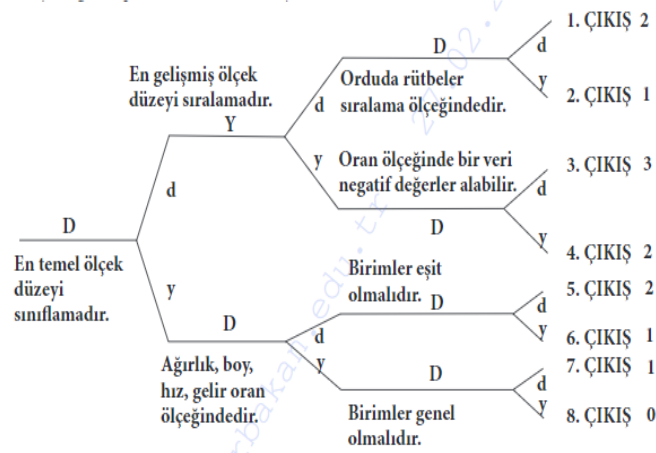 D
En temel ölçek
düzeyi
sınıflamadır.
d
y
En gelişmiş ölçek
düzeyi sıralamadır.
Y
d
y
D
Orduda rütbeler
sıralama ölçeğindedir.
d
y
1. ÇIKIŞ 2
2. ÇIKIŞ 1
Oran ölçeğinde bir veri
negatif değerler alabilir.
D
d
y
3. ÇIKIŞ 3
4. ÇIKIŞ 2
D
Ağırlık, boy,
hız, gelir oran
ölçeğindedir.
d
y
Birimler eşit
olmalıdır.
D
d
y
5. ÇIKIŞ 2
6. ÇIKIŞ 1
D
Birimler genel
olmalıdır.
d
y
7. ÇIKIŞ 1
8. ÇIKIŞ 0